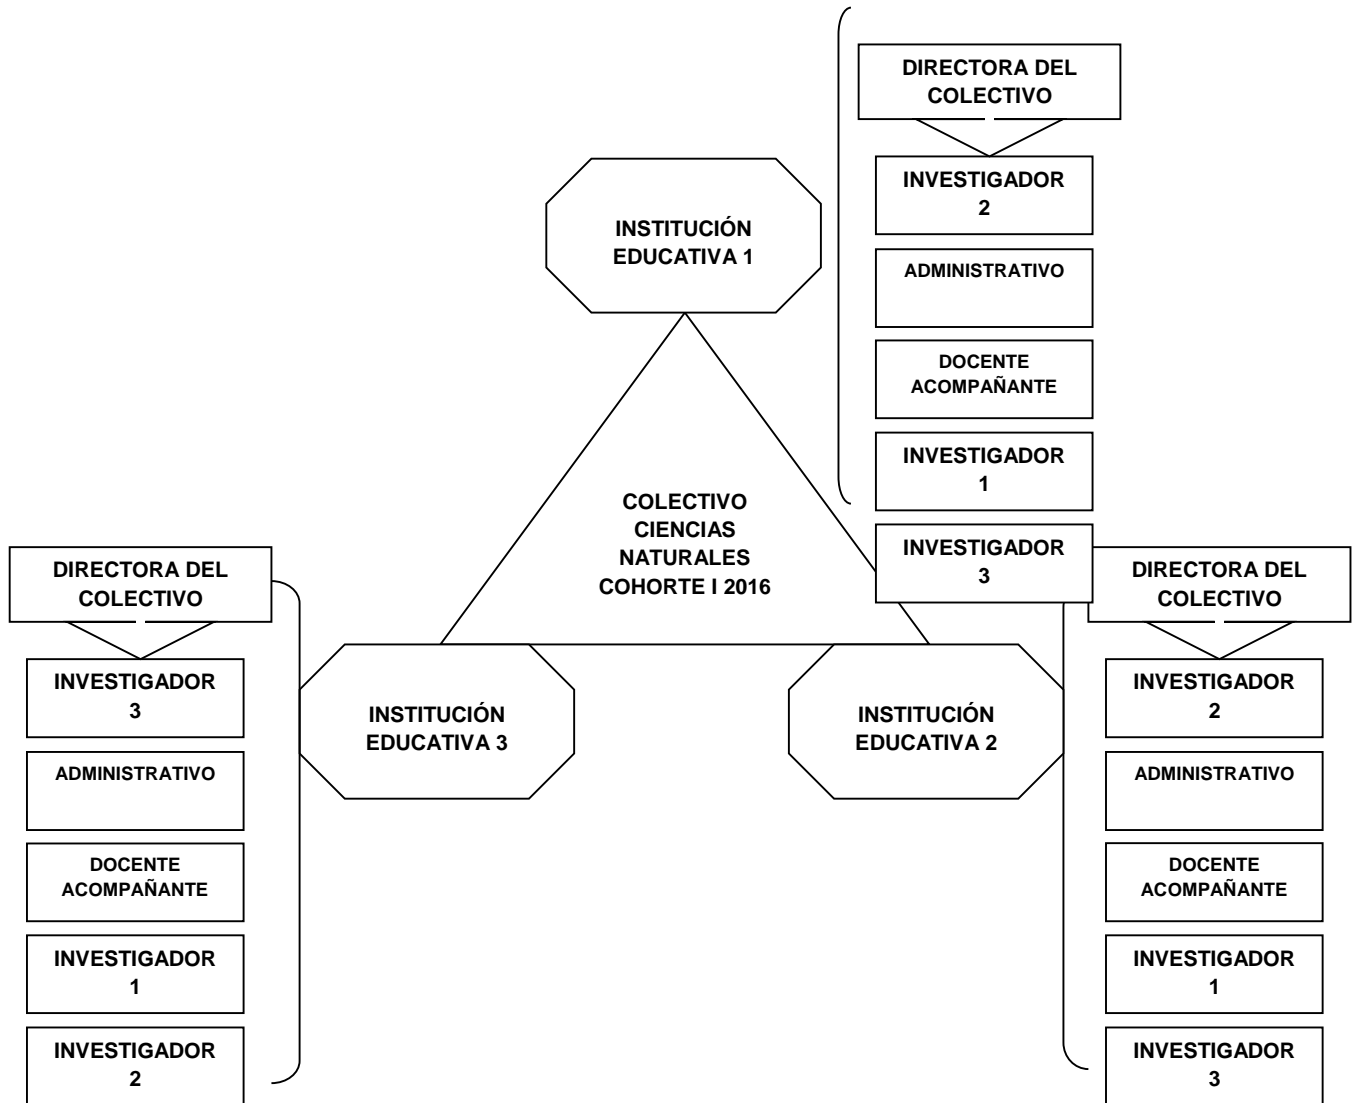 DIRECTORA DEL
COLECTIVO
INVESTIGADOR
2
ADMINISTRATIVO
DOCENTE
ACOMPAÑANTE
INVESTIGADOR
1
INVESTIGADOR
3
INSTITUCIÓN
EDUCATIVA 1
COLECTIVO
CIENCIAS
NATURALES
COHORTE I 2016
DIRECTORA DEL
COLECTIVO
INVESTIGADOR
3
ADMINISTRATIVO
DOCENTE
ACOMPAÑANTE
INVESTIGADOR
1
INVESTIGADOR
2
INSTITUCIÓN
EDUCATIVA 3
INSTITUCIÓN
EDUCATIVA 2
DIRECTORA DEL
COLECTIVO
INVESTIGADOR
2
ADMINISTRATIVO
DOCENTE
ACOMPAÑANTE
INVESTIGADOR
1
INVESTIGADOR
3